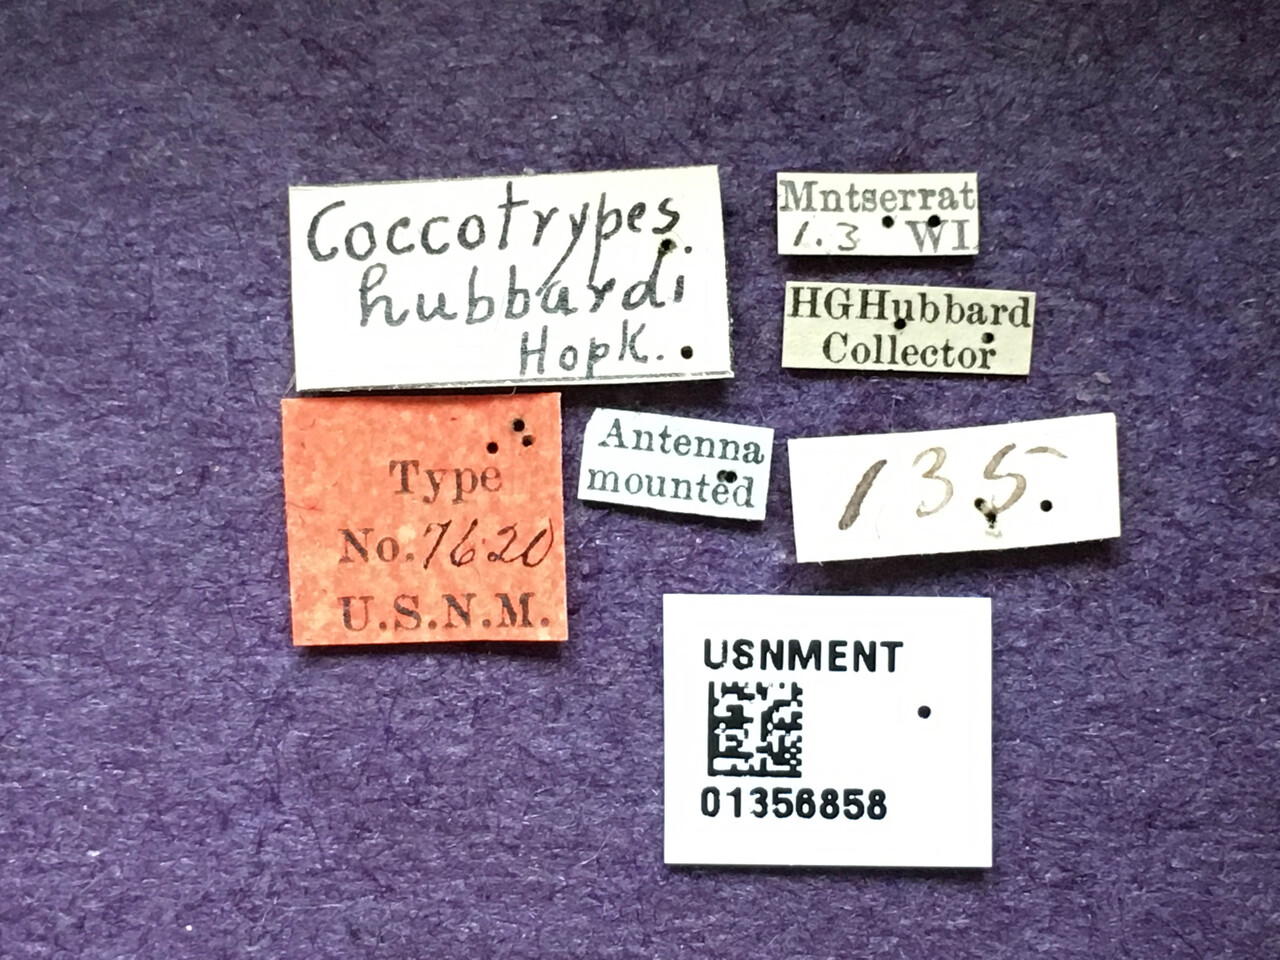 Coccotrypes.
hubbardi
Hopk.
Mntserrat
1.3 WI
HGHubbard
Collector
Type
No. 7620
U.S.N.M.
Antenna
mounted
135.
USNMENT
01356858